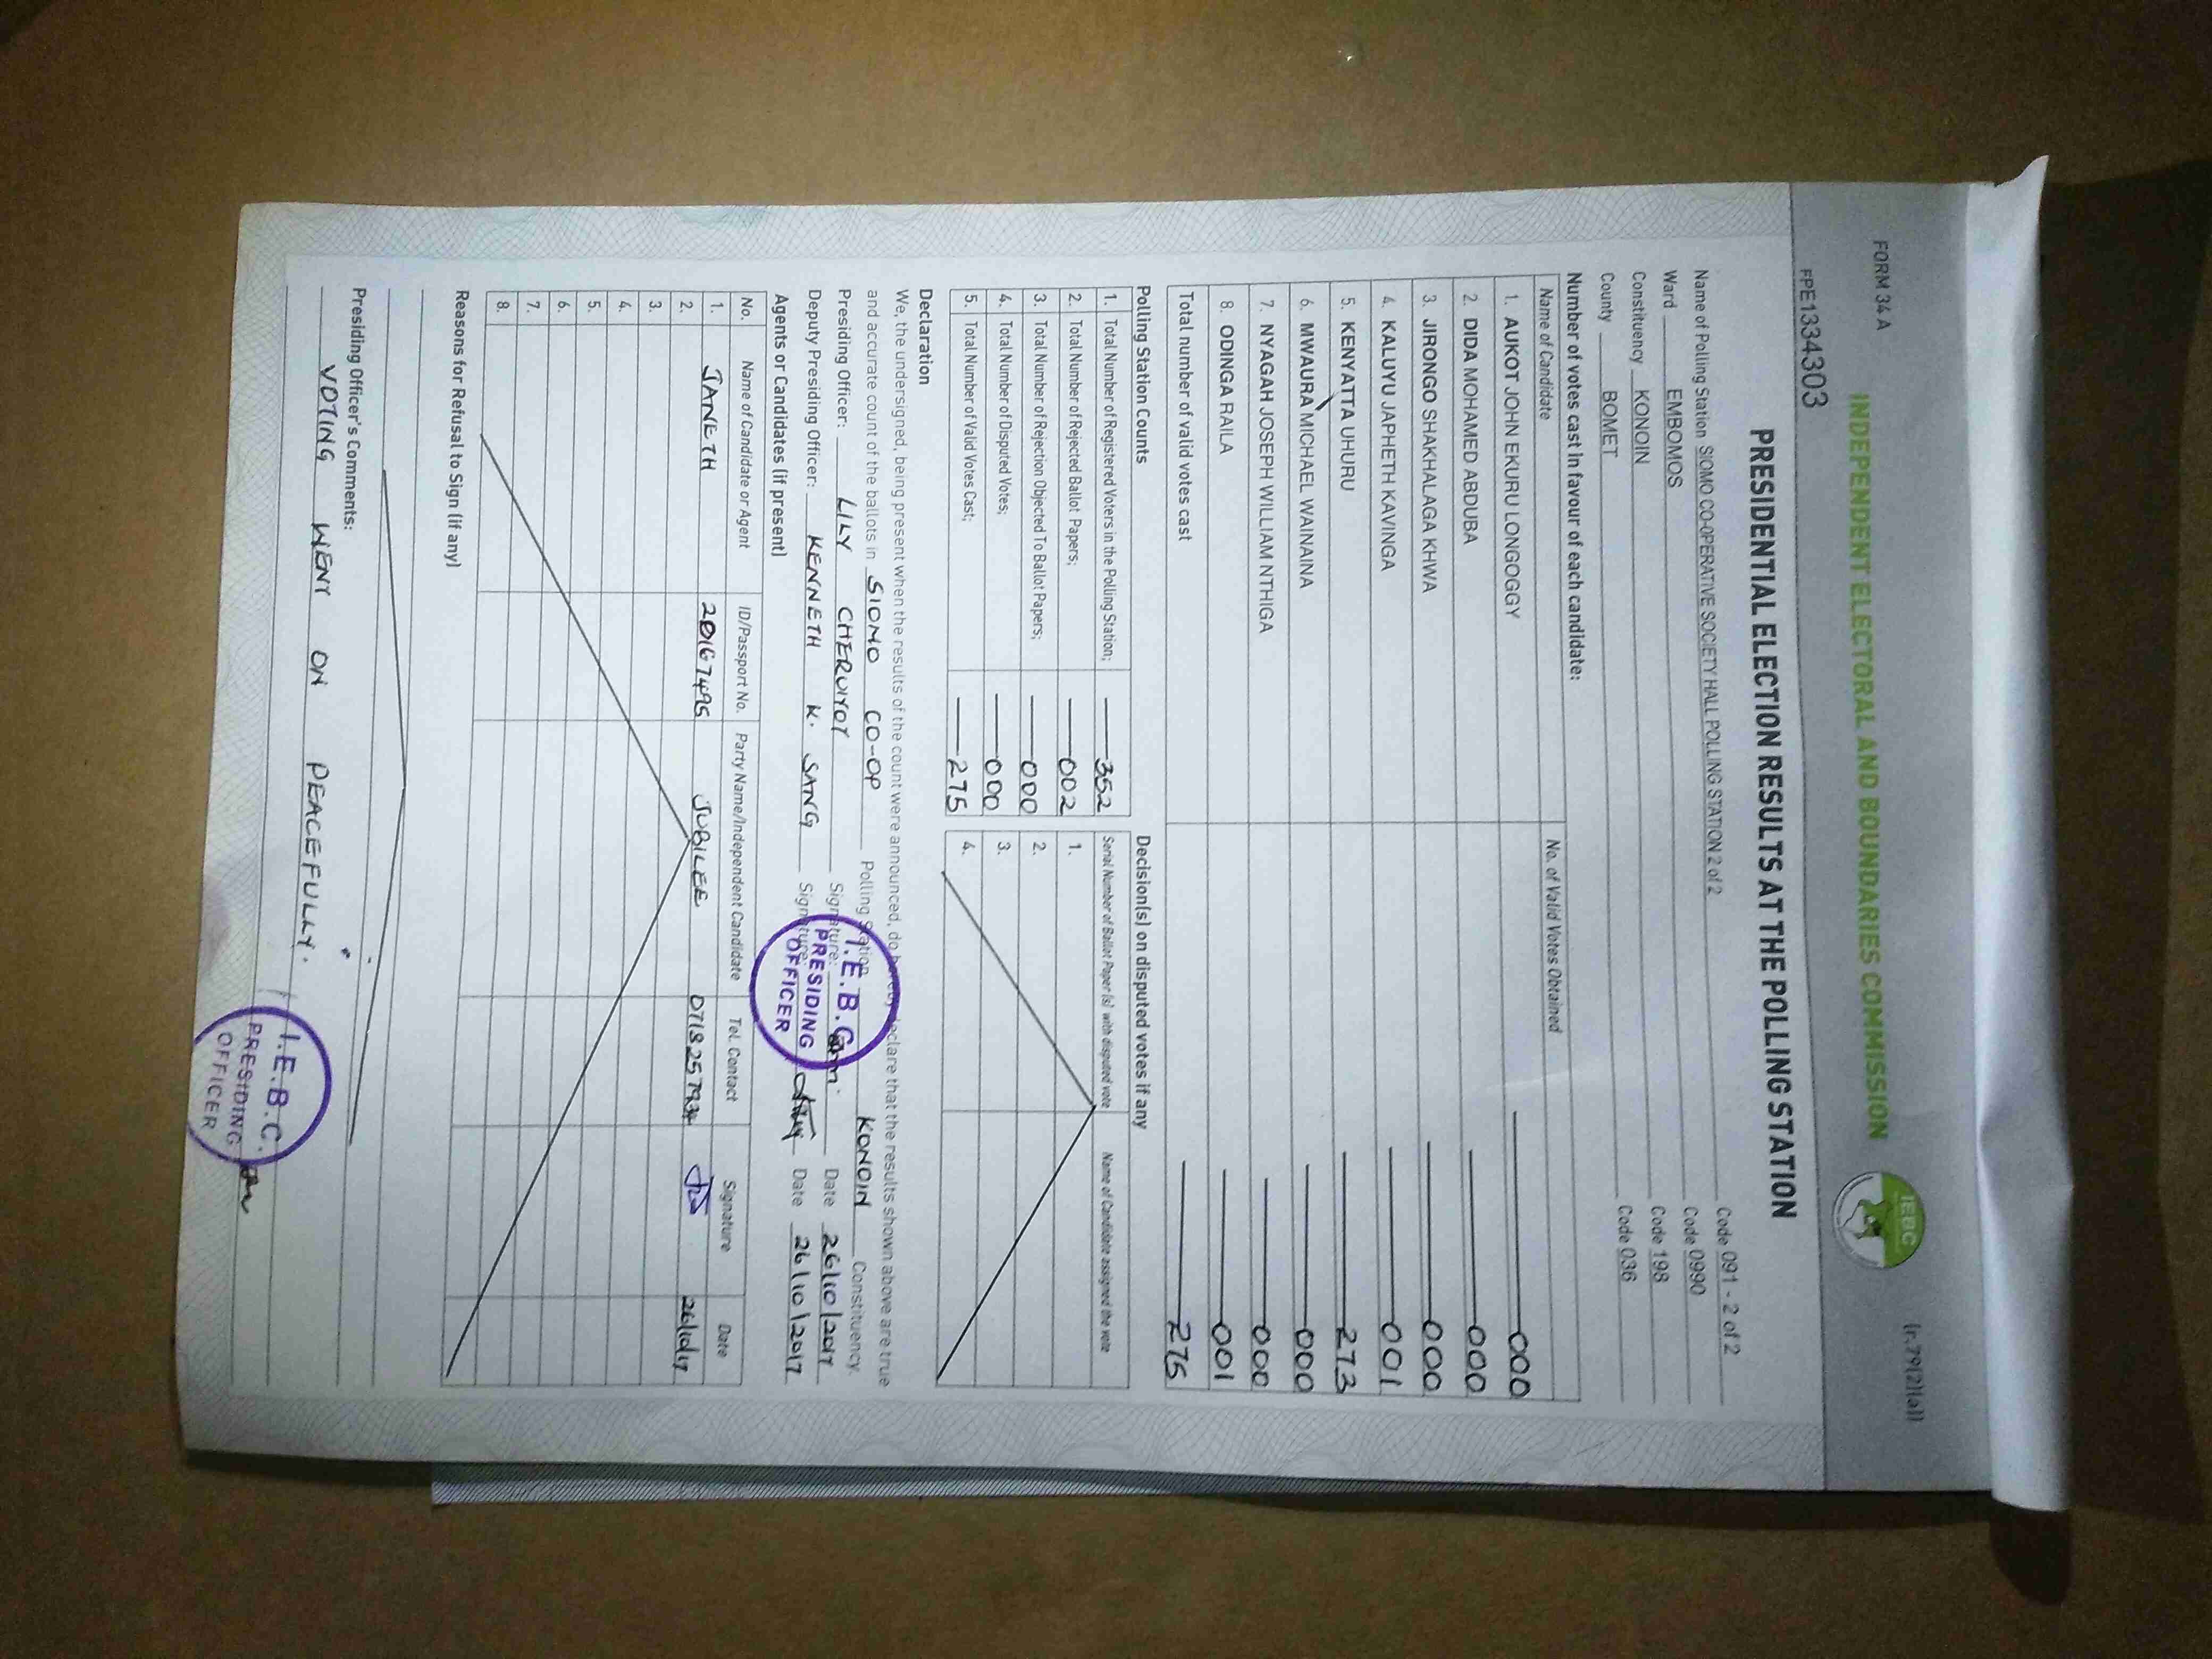 FORM 34 A
(r.79(2)(a))
INDEPENDENT ELECTORAL AND BOUNDARIES COMMISSION
IEBC
FPE1334303
PRESIDENTIAL ELECTION RESULTS AT THE POLLING STATION
Name of Polling Station SIOMO CO-OPERATIVE SOCIETY HALL POLLING STATION 2 of 2 Code 091 - 2 of 2
Ward EMBOMOS Code 0990
Constituency KONOIN Code 198
County BOMET Code 036
Number of votes cast in favour of each candidate:
Name of Candidate No. of Valid Votes Obtained
1. AUKOT JOHN EKURU LONGOGGY 000
2. DIDA MOHAMED ABDUBA 000
3. JIRONGO SHAKHALAGA KHWA 000
4. KALUYU JAPHETH KAVINGA 001
5. KENYATTA UHURU 273
6. MWAURA MICHAEL WAINAINA 000
7. NYAGAH JOSEPH WILLIAM NTHIGA 000
8. ODINGA RAILA 001
Total number of valid votes cast 275
Polling Station Counts
1. Total Number of Registered Voters in the Polling Station; 352
2. Total Number of Rejected Ballot Papers; 002
3. Total Number of Rejection Objected To Ballot Papers; 000
4. Total Number of Disputed Votes; 000
5. Total Number of Valid Votes Cast; 275
Decision(s) on disputed votes if any
Serial Number of Ballot Paper (s) with disputed vote Name of Candidate assigned the vote
1.
2.
3.
4.
Declaration
We, the undersigned, being present when the results of the count were announced, do hereby declare that the results shown above are true
and accurate count of the ballots in SIOMO CO-OP Polling Station KONOIN Constituency.
Presiding Officer: LILY CHERUIYOT Signature: Date 26/10/2017
Deputy Presiding Officer: KENNETH K. SANG Signature: Date 26/10/2017
I.E.B.C.
PRESIDING
OFFICER
Agents or Candidates (if present)
No. Name of Candidate or Agent ID/Passport No. Party Name/Independent Candidate Tel. Contact Signature Date
1. JANETH 20167495 JUBILEE 26/10/17
2.
3.
4.
5.
6.
7.
8.
Reasons for Refusal to Sign (if any)
Presiding Officer's Comments:
VOTING WENT ON PEACEFULLY.
I.E.B.C.
PRESIDING
OFFICER